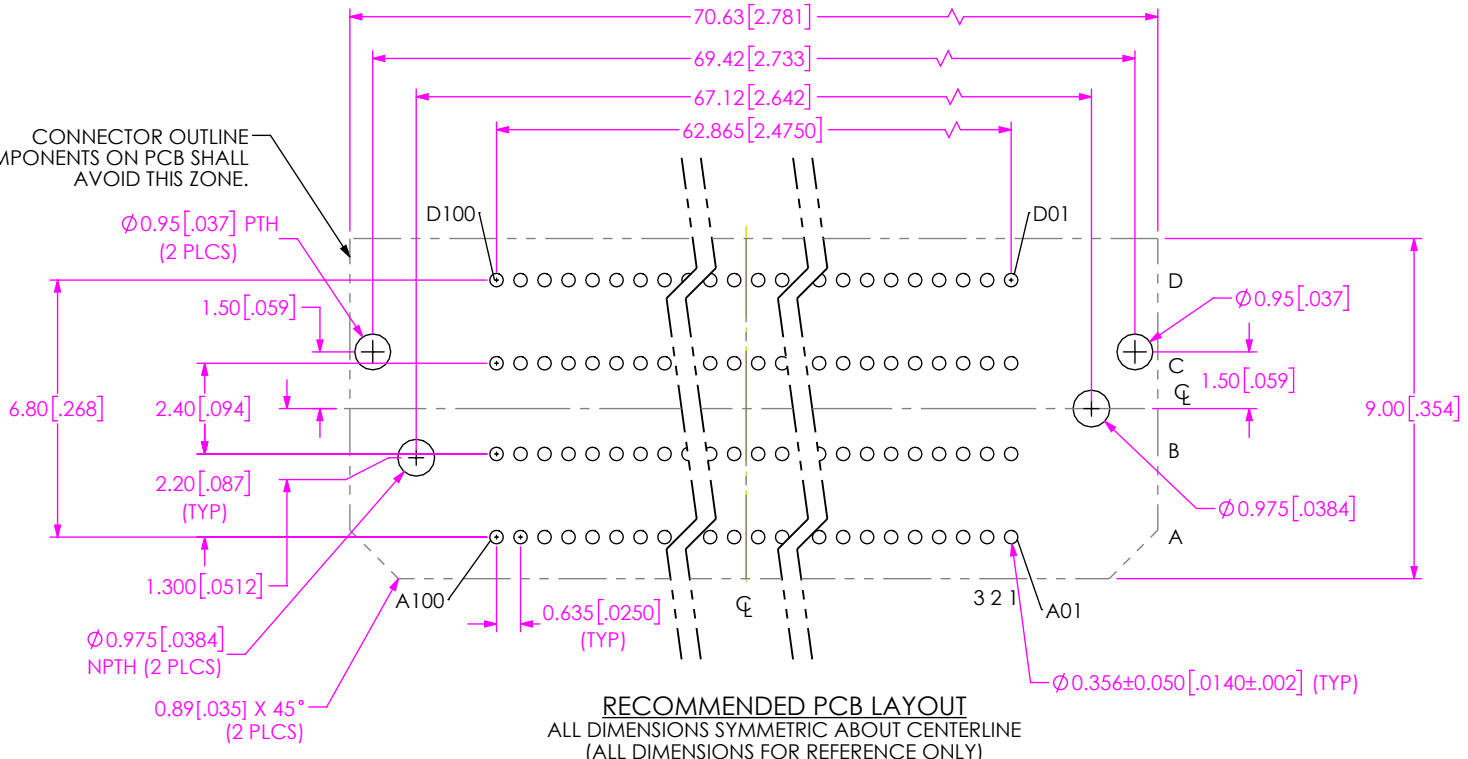 70.63[2.781]
69.42[2.733]
67.12[2.642]
62.865[2.4750]
CONNECTOR OUTLINE
MPONENTS ON PCB SHALL
AVOID THIS ZONE.
D100
D01
Ø0.95[.037] PTH
(2 PLCS)
D
1.50[.059]
Ø0.95[.037]
C
1.50[.059]
℄
6.80[.268]
2.40[.094]
9.00[.354]
B
2.20[.087]
(TYP)
Ø0.975[.0384]
A
1.300[.0512]
A100
0.635[.0250]
(TYP)
℄
3 2 1
A01
Ø0.975[.0384]
NPTH (2 PLCS)
0.89[.035] X 45°
(2 PLCS)
Ø0.356±0.050[.0140±.002] (TYP)
RECOMMENDED PCB LAYOUT
ALL DIMENSIONS SYMMETRIC ABOUT CENTERLINE
(ALL DIMENSIONS FOR REFERENCE ONLY)